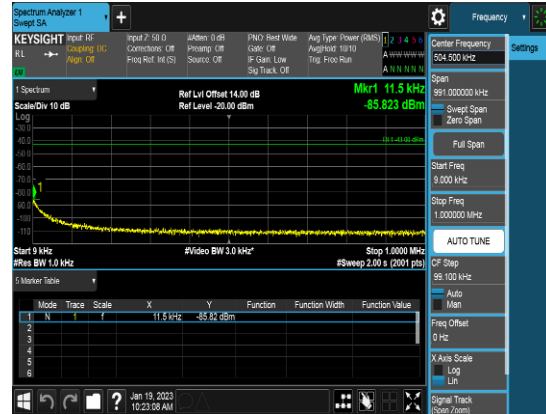 Spectrum Analyzer 1
Swept SA
Frequency
KEYSIGHT
RL
Input: RF
Coupling: DC
Align: Off
Input Z: 50 Ω
Corrections: Off
Freq Ref: Int (S)
#Atten: 0 dB
Preamp: Off
Source: Off
PNO: Best Wide
Gate: Off
IF Gain: Low
Sig Track: Off
Avg Type: Power (RMS)
Avg|Hold: 10/10
Trig: Free Run
1 2 3 4 5 6
A W W W W W
A N N N N N
1 Spectrum
Scale/Div 10 dB
Log
Ref Lvl Offset 14.00 dB
Ref Level -20.00 dBm
Mkr1 11.5 kHz
-85.823 dBm
-30.0
-40.0
-50.0
-60.0
-70.0
-80.0
-90.0
-100
-110
1
Start 9 kHz
#Res BW 1.0 kHz
#Video BW 3.0 kHz*
Stop 1.0000 MHz
#Sweep 2.00 s (2001 pts)
5 Marker Table
Mode Trace Scale X Y Function Function Width Function Value
1 N 1 f 11.5 kHz -85.82 dBm
2
3
4
5
6
Jan 19, 2023
10:23:08 AM
Center Frequency
504.500 kHz
Settings
Span
991.000000 kHz
Swept Span
Zero Span
Full Span
Start Freq
9.000 kHz
Stop Freq
1.000000 MHz
AUTO TUNE
CF Step
99.100 kHz
Auto
Man
Freq Offset
0 Hz
X Axis Scale
Log
Lin
Signal Track
(Span Zoom)